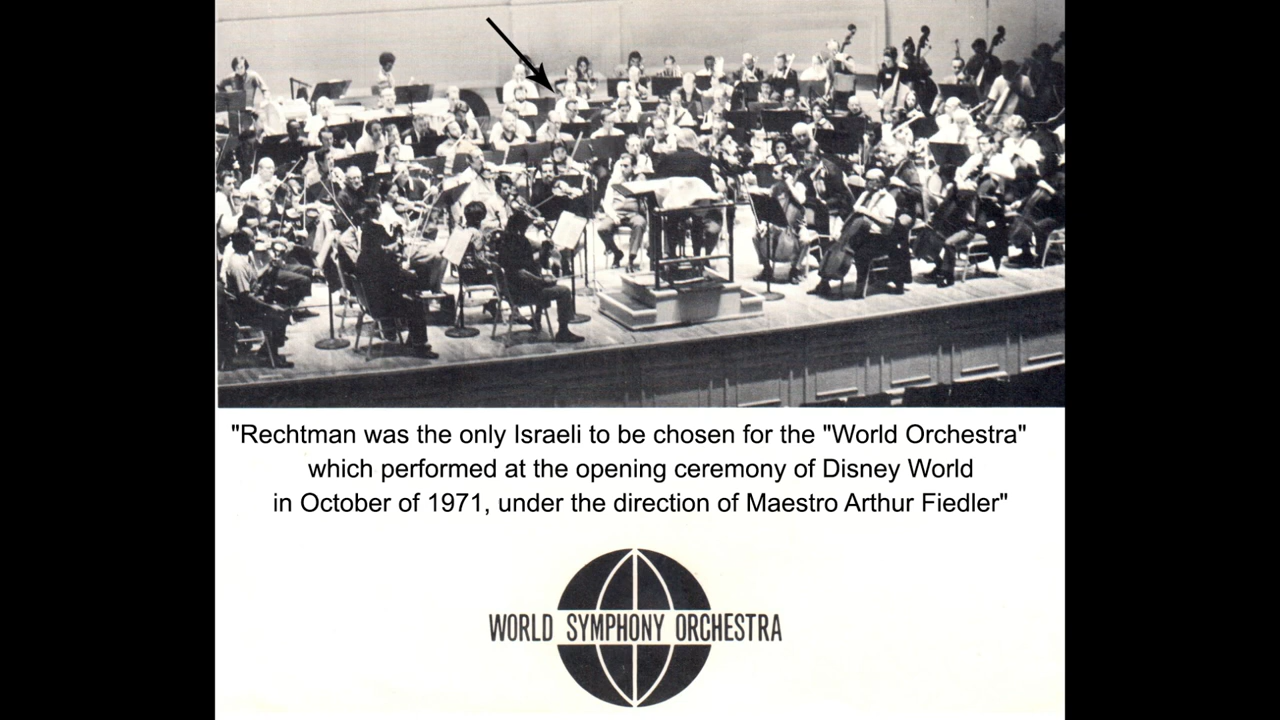 "Rechtman was the only Israeli to be chosen for the "World Orchestra"
which performed at the opening ceremony of Disney World
in October of 1971, under the direction of Maestro Arthur Fiedler"
WORLD SYMPHONY ORCHESTRA